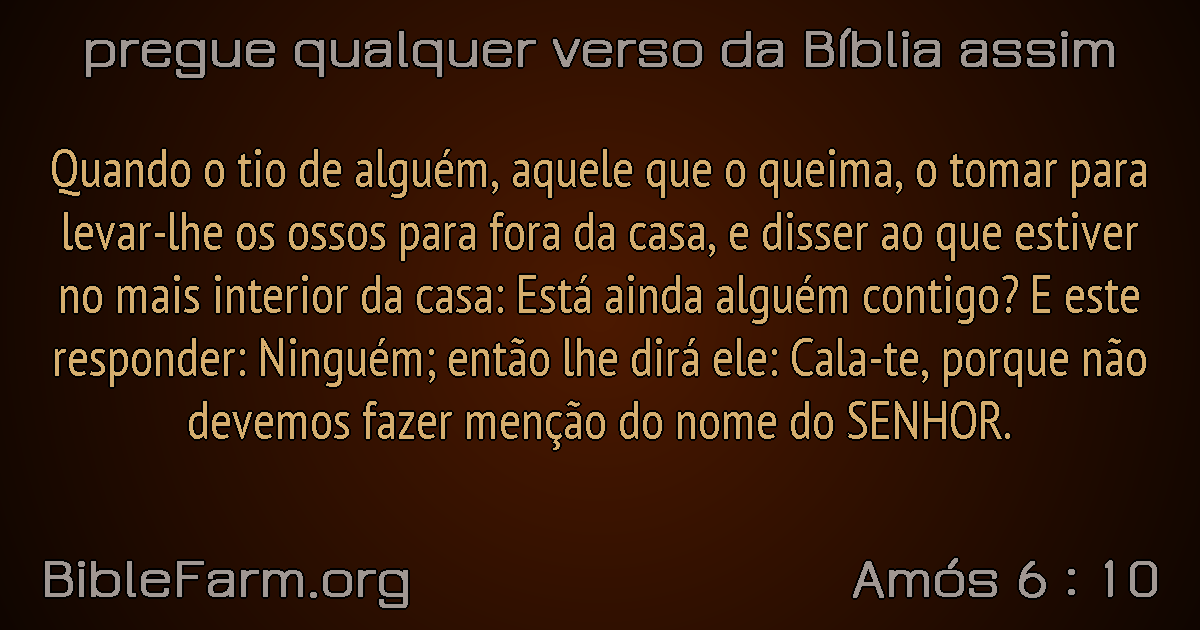 pregue qualquer verso da Bíblia assim
Quando o tio de alguém, aquele que o queima, o tomar para
levar-lhe os ossos para fora da casa, e disser ao que estiver
no mais interior da casa: Está ainda alguém contigo? E este
responder: Ninguém; então lhe dirá ele: Cala-te, porque não
devemos fazer menção do nome do SENHOR.
BibleFarm.org
Amós 6 : 10